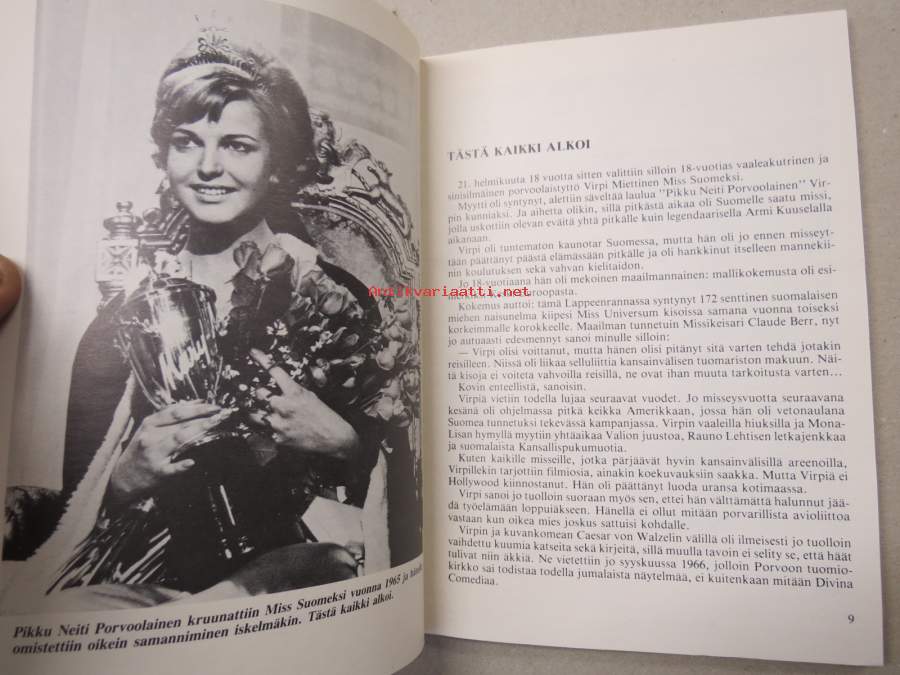 Pikku Neiti Porvoolainen kruunattiin Miss Suomeksi vuonna 1965 ja
omistettiin oikein samanniminen iskelmäkin. Tästä kaikki alkoi.
Antikvariaatti.net
TÄSTÄ KAIKKI ALKOI
21. helmikuuta 18 vuotta sitten valittiin silloin 18-vuotias vaaleakutrinen ja
sinisilmäinen porvoolaistyttö Virpi Miettinen Miss Suomeksi.
Myytti oli syntynyt, alettiin säveltää laulua "Pikku Neiti Porvoolainen" Vir-
pin kunniaksi. Ja aihetta olikin, sillä pitkästä aikaa oli Suomelle saatu missi,
jolla uskottiin olevan eväitä yhtä pitkälle kuin legendaarisella Armi Kuuselalla
aikanaan.
Virpi oli tuntematon kaunotar Suomessa, mutta hän oli jo ennen misseyt-
tään päättänyt päästä elämässään pitkälle ja oli hankkinut itselleen mannekii-
nin koulutuksen sekä vahvan kielitaidon.
Jo 18-vuotiaana hän oli mekoinen maailmannainen: mallikokemusta oli esi-
Kokemus auttoi: tämä Lappeenrannassa syntynyt 172 senttinen suomalaisen
miehen naisunelma kiipesi Miss Universum kisoissa samana vuonna toiseksi
korkeimmalle korokkeelle. Maailman tunnetuin Missikeisari Claude Berr, nyt
jo autuaasti edesmennyt sanoi minulle silloin:
— Virpi olisi voittanut, mutta hänen olisi pitänyt sitä varten tehdä jotakin
reisilleen. Niissä oli liikaa selluliittia kansainvälisen tuomariston makuun. Näi-
tä kisoja ei voiteta vahvoilla reisillä, ne ovat ihan muuta tarkoitusta varten...
Kovin enteellistä, sanoisin.
Virpiä vietiin todella lujaa seuraavat vuodet. Jo misseysvuotta seuraavana
kesänä oli ohjelmassa pitkä keikka Amerikkaan, jossa hän oli vetonaulana
Suomea tunnetuksi tekevässä kampanjassa. Virpin vaaleilla hiuksilla ja Mona-
Lisan hymyllä myytiin yhtäaikaa Valion juustoa, Rauno Lehtisen letkajenkkaa
ja suomalaista Kansallispukumuotia.
Kuten kaikille misseille, jotka pärjäävät hyvin kansainvälisillä areenoilla,
Virpillekin tarjottiin filmiosia, ainakin koekuvauksiin saakka. Mutta Virpiä ei
Hollywood kiinnostanut. Hän oli päättänyt luoda uransa kotimaassa.
Virpi sanoi jo tuolloin suoraan myös sen, ettei hän välttämättä halunnut jää-
dä työelämään loppuiäkseen. Hänellä ei ollut mitään porvarillista avioliittoa
vastaan kun oikea mies joskus sattuisi kohdalle.
Virpin ja kuvankomean Caesar von Walzelin välillä oli ilmeisesti jo tuolloin
vaihdettu kuumia katseita sekä kirjeitä, sillä muulla tavoin ei selity se, että häät
tulivat niin äkkiä. Ne vietettiin jo syyskuussa 1966, jolloin Porvoon tuomio-
kirkko sai todistaa todella jumalaista näytelmää, ei kuitenkaan mitään Divina
Comediaa.
9